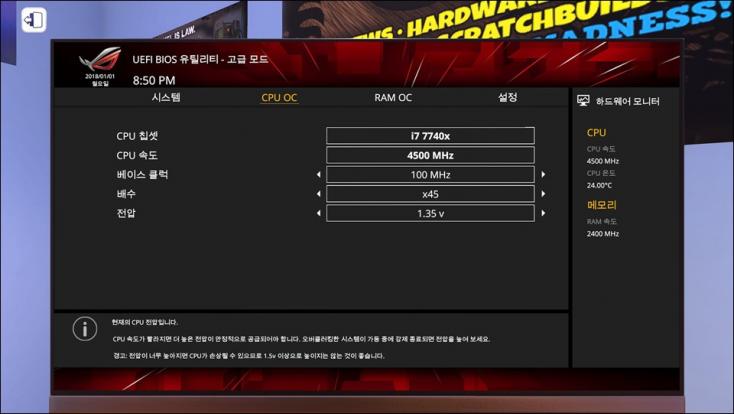 IS LAW.
WS · HARDWAR
SCRATCHBUILD
MADNESS!
UEFI BIOS 유틸리티 - 고급 모드
2018/01/01
월요일
8:50 PM
시스템 CPU OC RAM OC 설정
하드웨어 모니터
CPU 칩셋 i7 7740x
CPU 속도 4500 MHz
베이스 클럭 100 MHz
배수 x45
전압 1.35 v
CPU
CPU 속도
4500 MHz
CPU 온도
24.00°C
메모리
RAM 속도
2400 MHz
현재의 CPU 전압입니다.
CPU 속도가 빨라지면 더 높은 전압이 안정적으로 공급되어야 합니다. 오버클러킹한 시스템이 가동 중에 강제 종료되면 전압을 높여 보세요.
경고: 전압이 너무 높아지면 CPU가 손상될 수 있으므로 1.5v 이상으로 높이지는 않는 것이 좋습니다.